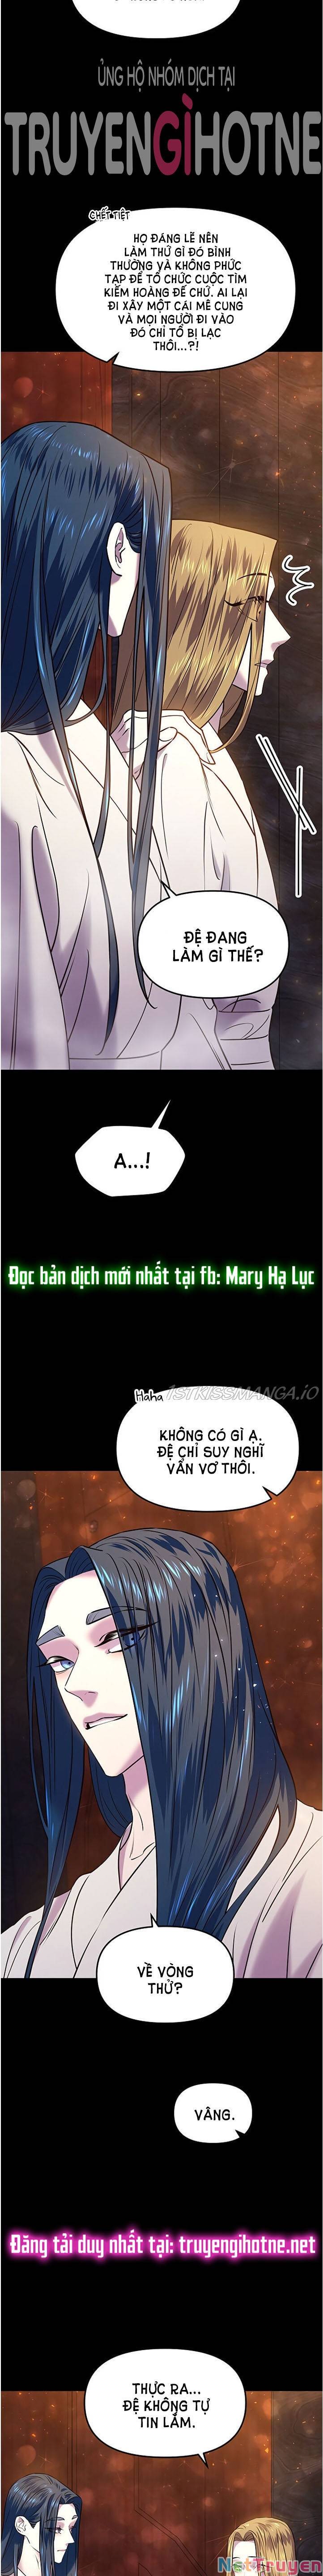 ỦNG HỘ NHÓM DỊCH TẠI
TRUYENGIHOTNE
CHẾT TIỆT
HỌ ĐÁNG LẼ NÊN
LÀM THỨ GÌ ĐÓ BÌNH
THƯỜNG VÀ KHÔNG PHỨC
TẠP ĐỂ TỔ CHỨC CUỘC TÌM
KIẾM HOÀNG ĐẾ CHỨ. AI LẠI
ĐI XÂY MỘT CÁI MÊ CUNG
VÀ MỌI NGƯỜI ĐI VÀO
ĐÓ CHỈ TỔ BỊ LẠC
THÔI...?!
ĐỆ ĐANG
LÀM GÌ THẾ?
A...!
Đọc bản dịch mới nhất tại fb: Mary Hạ Lục
1STKISSMANGA.IO
Haha
KHÔNG CÓ GÌ Ạ.
ĐỆ CHỈ SUY NGHĨ
VẨN VƠ THÔI.
VỀ VÒNG
THỬ?
VÂNG.
Đăng tải duy nhất tại: truyengihotne.net
THỰC RA...
ĐỆ KHÔNG TỰ
TIN LẮM.
NetTruyen